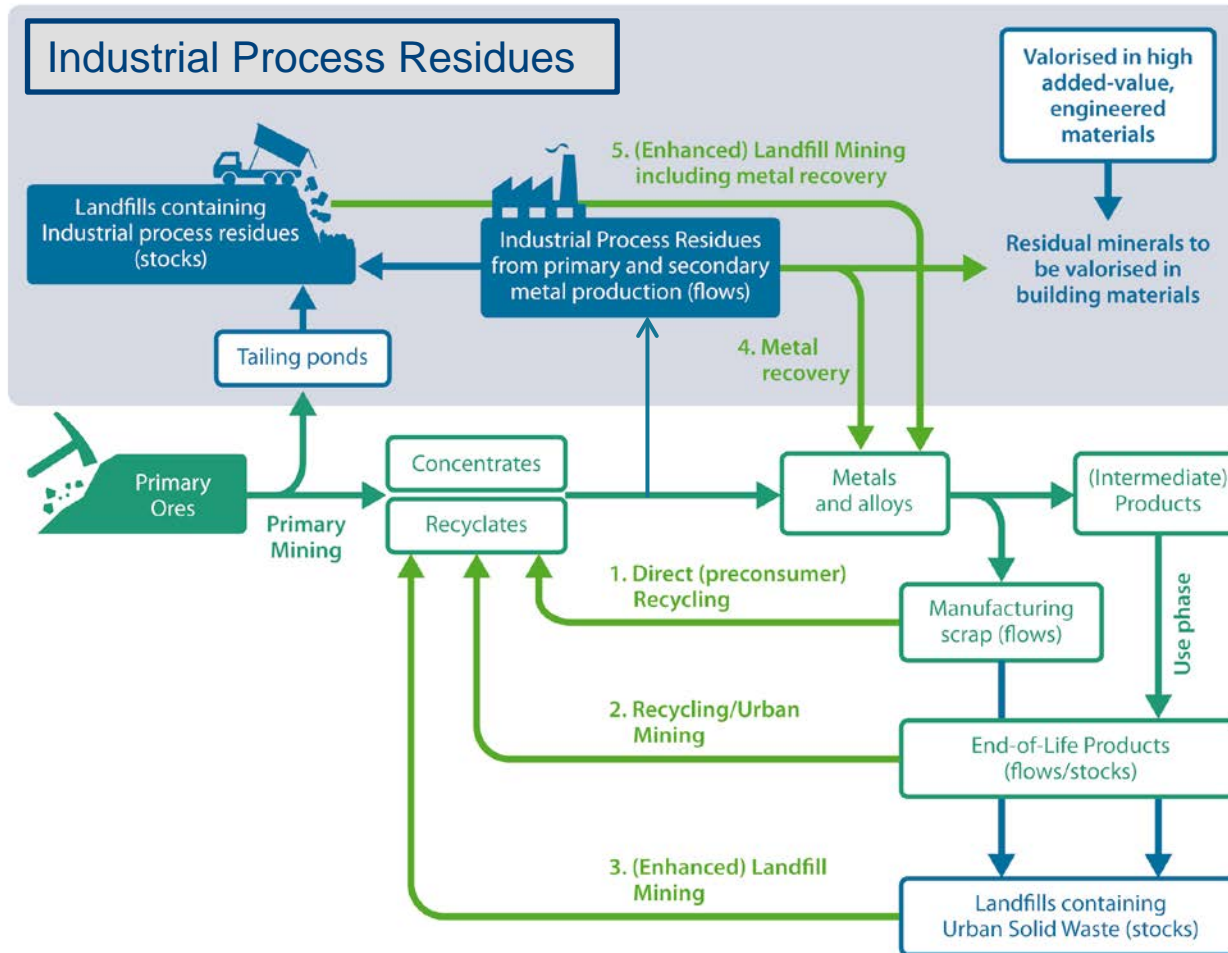 Industrial Process Residues
Valorised in high
added-value,
engineered
materials
5. (Enhanced) Landfill Mining
including metal recovery
Landfills containing
Industrial process residues
(stocks)
Industrial Process Residues
from primary and secondary
metal production (flows)
Residual minerals to
be valorised in
building materials
Tailing ponds
4. Metal
recovery
Primary
Ores
Primary
Mining
Concentrates
Recyclates
Metals
and alloys
(Intermediate)
Products
1. Direct (preconsumer)
Recycling
Manufacturing
scrap (flows)
Use phase
2. Recycling/Urban
Mining
End-of-Life Products
(flows/stocks)
3. (Enhanced) Landfill
Mining
Landfills containing
Urban Solid Waste (stocks)